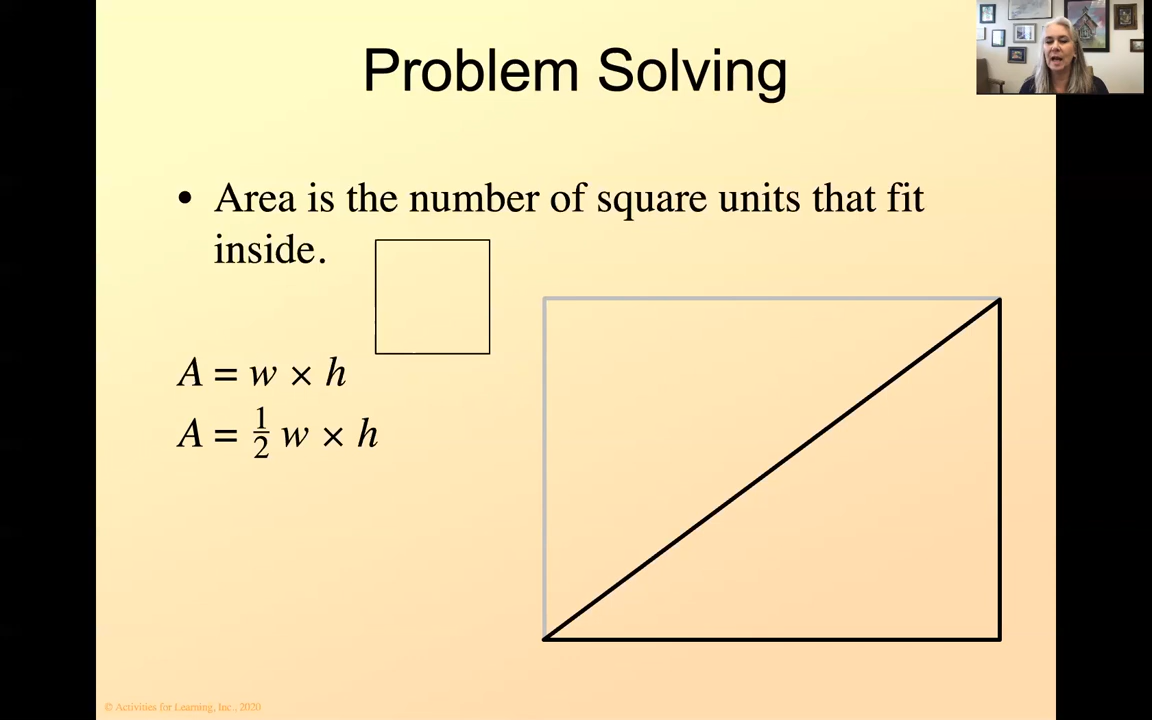 Problem Solving
• Area is the number of square units that fit
inside.
A = w × h
A = 1/2 w × h
© Activities for Learning, Inc., 2020